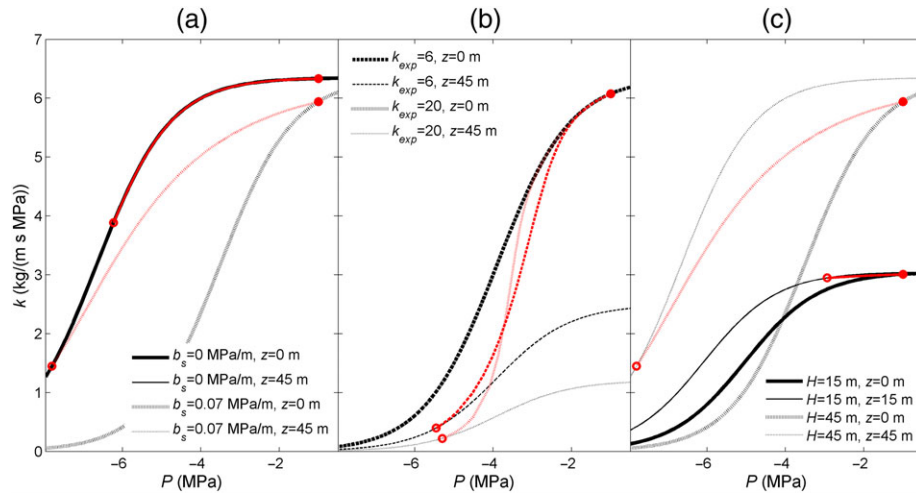 (a) (b) (c)
k (kg/(m s MPa))
7
6
5
4
3
2
1
0
b_s=0 MPa/m, z=0 m
b_s=0 MPa/m, z=45 m
b_s=0.07 MPa/m, z=0 m
b_s=0.07 MPa/m, z=45 m
k_exp=6, z=0 m
k_exp=6, z=45 m
k_exp=20, z=0 m
k_exp=20, z=45 m
H=15 m, z=0 m
H=15 m, z=15 m
H=45 m, z=0 m
H=45 m, z=45 m
−6 −4 −2 −6 −4 −2 −6 −4 −2
P (MPa) P (MPa) P (MPa)